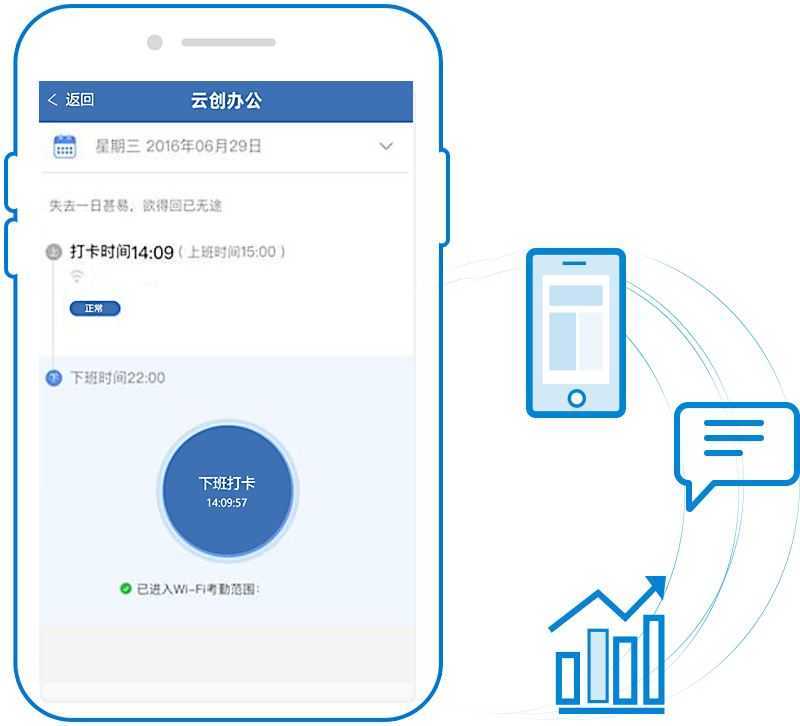 返回
云创办公
星期三 2016年06月29日
失去一日甚易，欲得回已无途
上
打卡时间14:09（上班时间15:00）
正常
下
下班时间22:00
下班打卡
14:09:57
已进入Wi-Fi考勤范围: